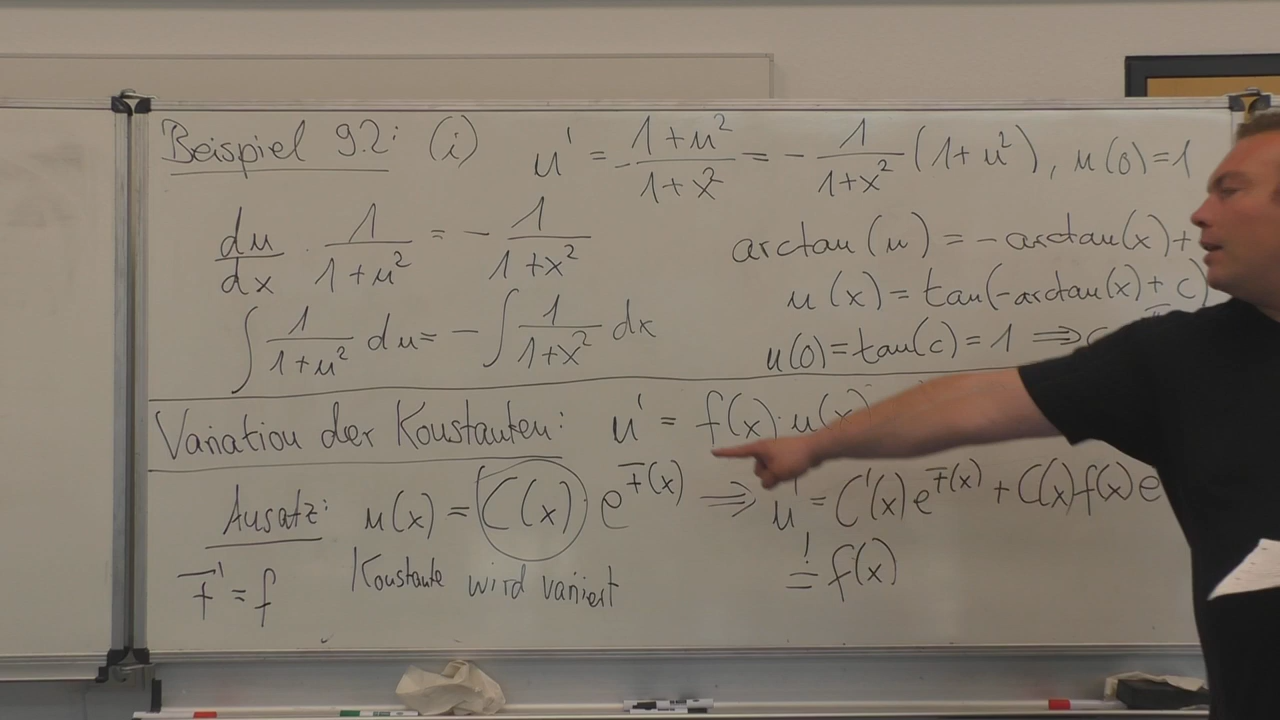 Beispiel 9.2: (i) u' = - (1+u²)/(1+x²) = - 1/(1+x²) (1+u²), u(0)=1
du/dx · 1/(1+u²) = - 1/(1+x²)
∫ 1/(1+u²) du = - ∫ 1/(1+x²) dx
arctan(u) = -arctan(x)+
u(x) = tan(-arctan(x)+c)
u(0)=tan(c)=1 ⇒
Variation der Konstanten: u' = f(x)·u(x)
Ansatz: u(x) = C(x) e^F(x) ⇒ u' = C'(x) e^F(x) + C(x)f(x) e
F' = f
Konstante wird variiert
! = f(x)